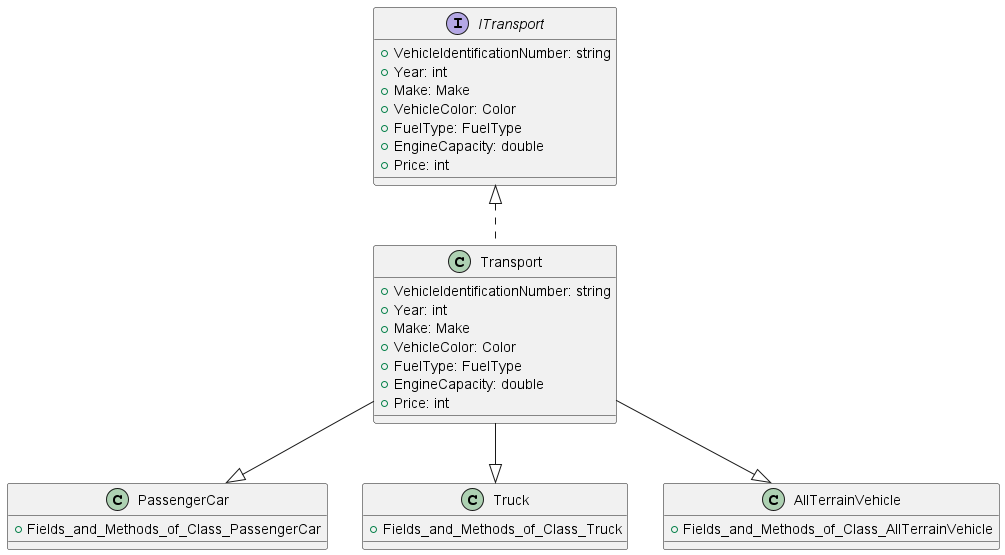 I ITransport
VehicleIdentificationNumber: string
Year: int
Make: Make
VehicleColor: Color
FuelType: FuelType
EngineCapacity: double
Price: int
C Transport
VehicleIdentificationNumber: string
Year: int
Make: Make
VehicleColor: Color
FuelType: FuelType
EngineCapacity: double
Price: int
C PassengerCar
Fields_and_Methods_of_Class_PassengerCar
C Truck
Fields_and_Methods_of_Class_Truck
C AllTerrainVehicle
Fields_and_Methods_of_Class_AllTerrainVehicle